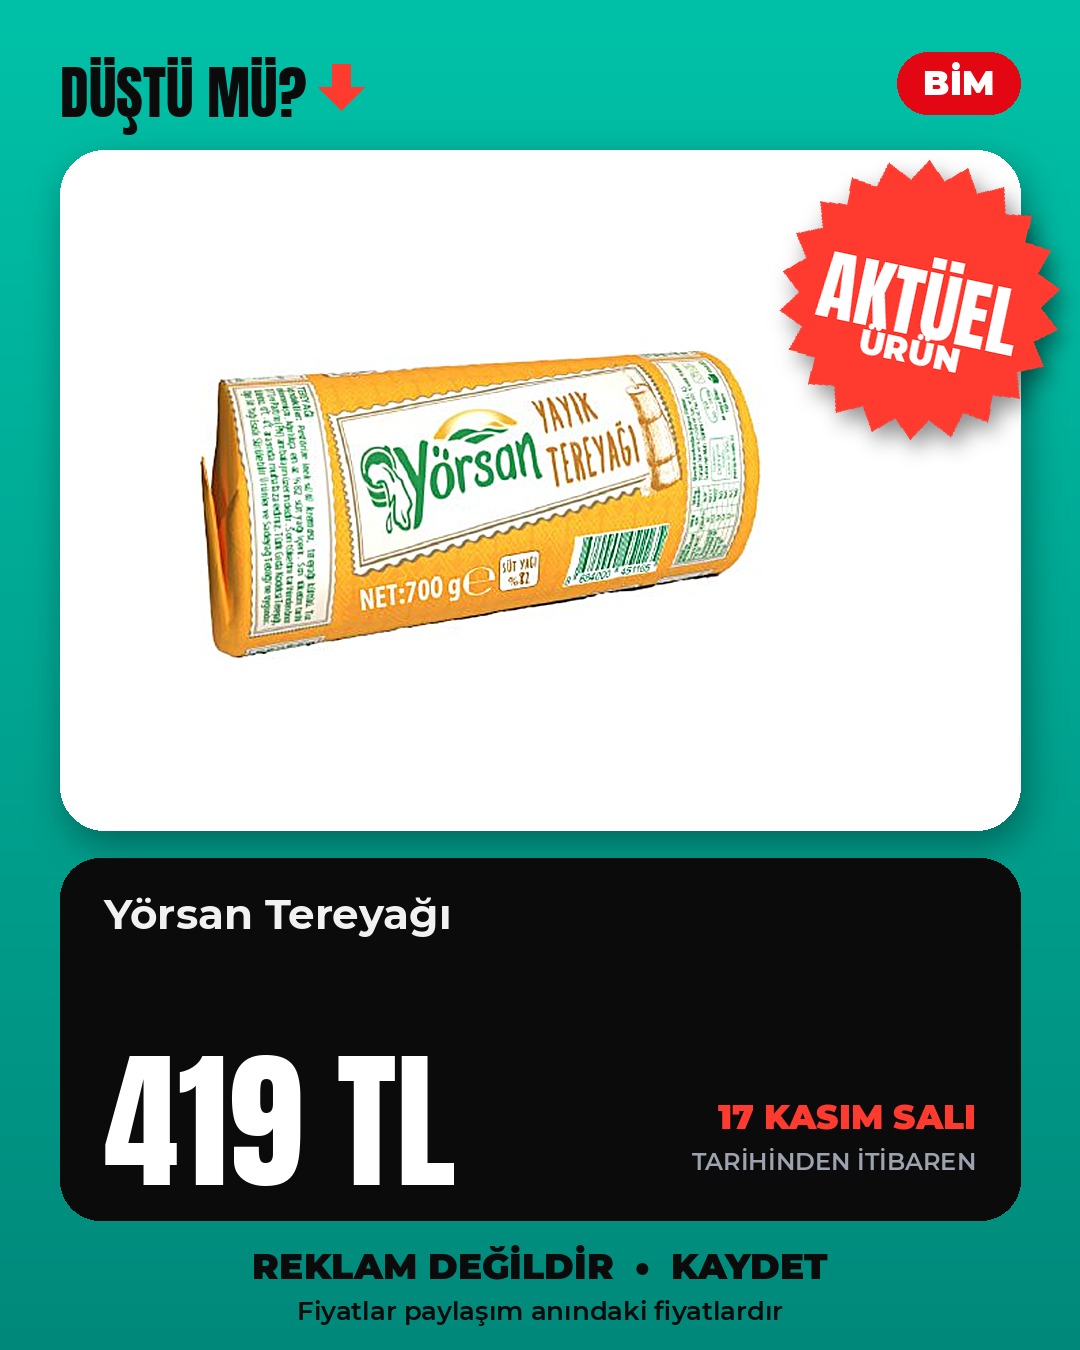 DÜŞTÜ MÜ?
BİM
AKTÜEL
ÜRÜN
Yörsan
YAYIK
TEREYAĞI
NET:700 g℮
SÜT YAĞI
%82
Yörsan Tereyağı
419 TL
17 KASIM SALI
TARİHİNDEN İTİBAREN
REKLAM DEĞİLDİR • KAYDET
Fiyatlar paylaşım anındaki fiyatlardır